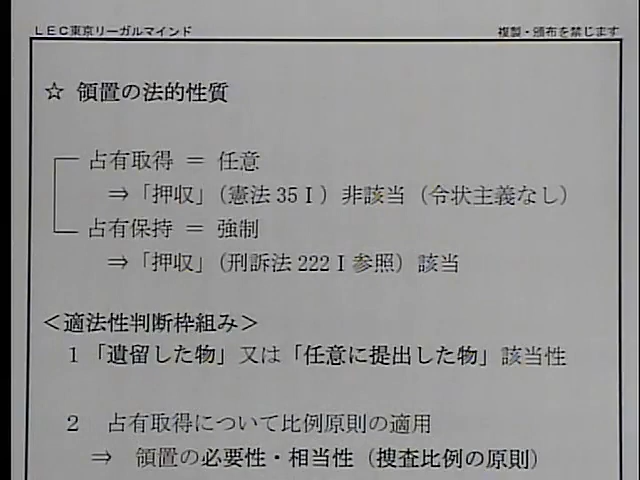 LEC東京リーガルマインド
複製・頒布を禁じます
☆ 領置の法的性質
占有取得 = 任意
⇒「押収」(憲法35Ⅰ) 非該当 (令状主義なし)
占有保持 = 強制
⇒「押収」(刑訴法222Ⅰ参照) 該当
<適法性判断枠組み>
1 「遺留した物」又は「任意に提出した物」該当性
2 占有取得について比例原則の適用
⇒ 領置の必要性・相当性 (捜査比例の原則)